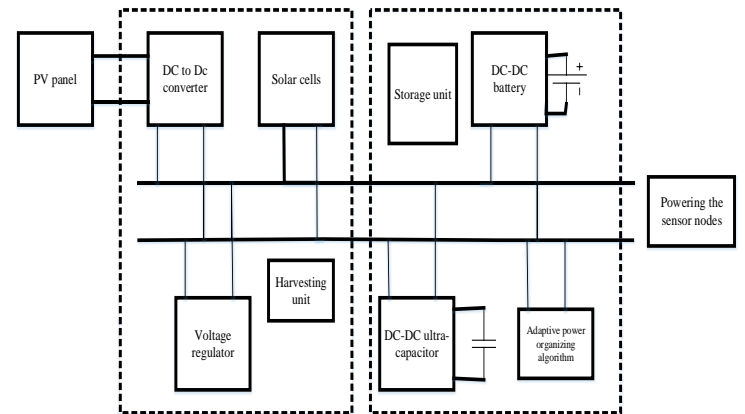 PV panel
DC to Dc
converter
Solar cells
Storage unit
DC-DC
battery
+
−
Powering the
sensor nodes
Harvesting
unit
Voltage
regulator
DC-DC ultra-
capacitor
Adaptive power
organizing
algorithm